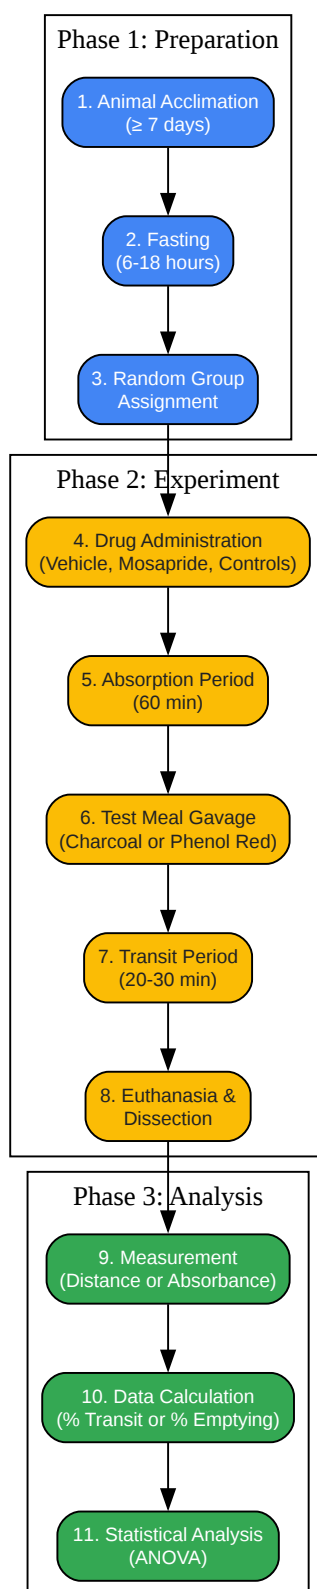 Phase 1: Preparation
1. Animal Acclimation
(≥ 7 days)
2. Fasting
(6-18 hours)
3. Random Group
Assignment
Phase 2: Experiment
4. Drug Administration
(Vehicle, Mosapride, Controls)
5. Absorption Period
(60 min)
6. Test Meal Gavage
(Charcoal or Phenol Red)
7. Transit Period
(20-30 min)
8. Euthanasia &
Dissection
Phase 3: Analysis
9. Measurement
(Distance or Absorbance)
10. Data Calculation
(% Transit or % Emptying)
11. Statistical Analysis
(ANOVA)